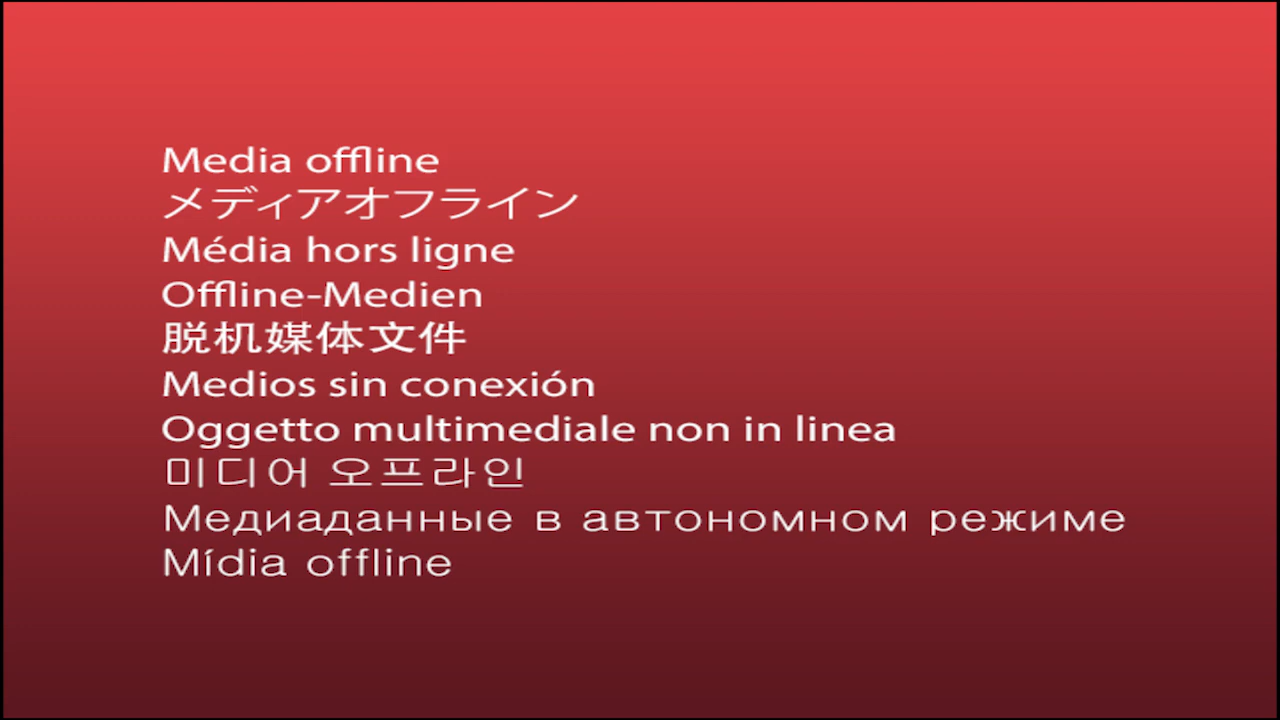 Media offline
メディアオフライン
Média hors ligne
Offline-Medien
脱机媒体文件
Medios sin conexión
Oggetto multimediale non in linea
미디어 오프라인
Медиаданные в автономном режиме
Mídia offline